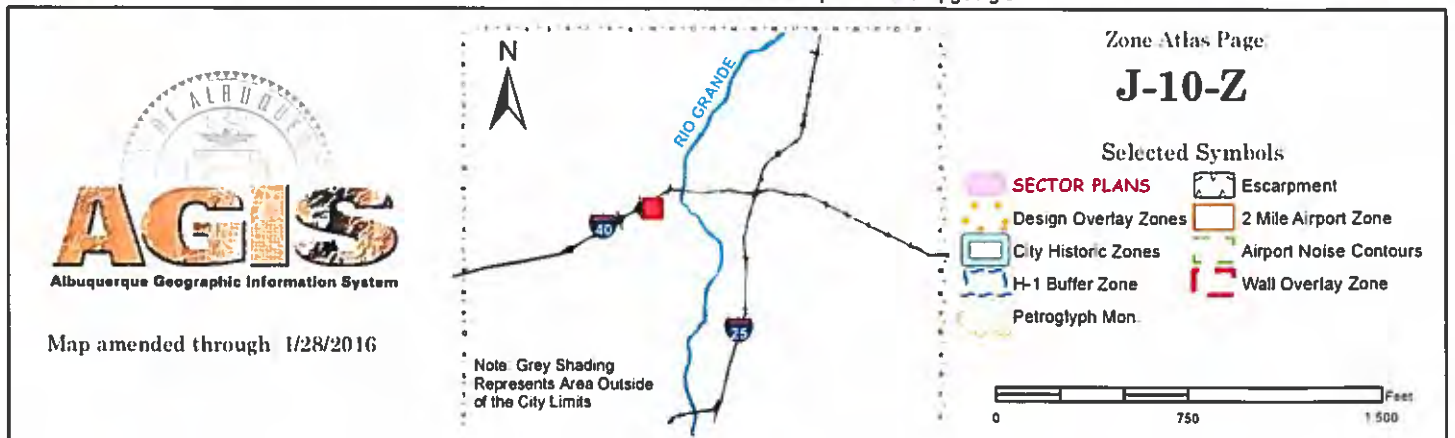 OF ALBUQUE
AGIS
Albuquerque Geographic Information System
Map amended through 1/28/2016
N
RIO GRANDE
40
25
Note: Grey Shading
Represents Area Outside
of the City Limits
Zone Atlas Page
J-10-Z
Selected Symbols
SECTOR PLANS
Design Overlay Zones
City Historic Zones
H-1 Buffer Zone
Petroglyph Mon.
Escarpment
2 Mile Airport Zone
Airport Noise Contours
Wall Overlay Zone
Feet
0 750 1 500